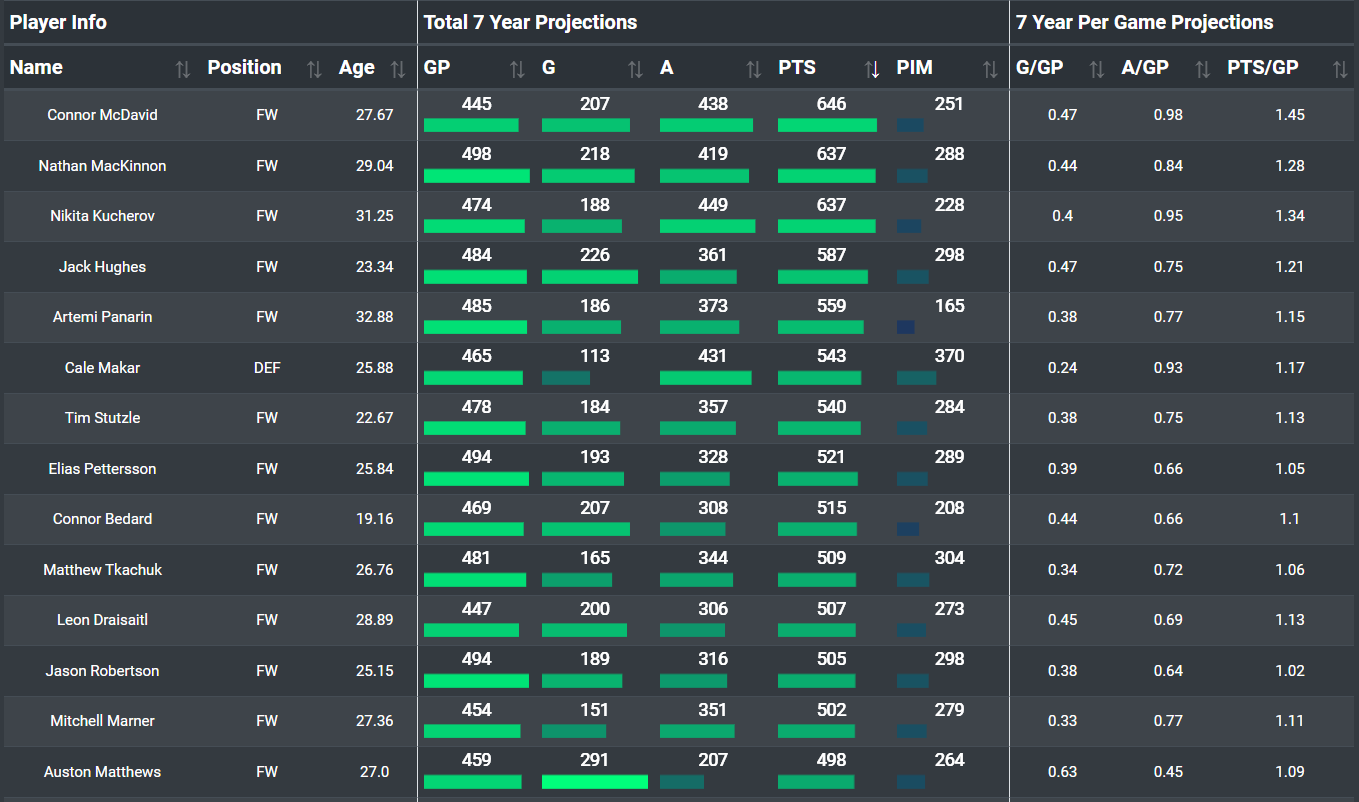 Player Info Total 7 Year Projections 7 Year Per Game Projections
Name Position Age GP G A PTS PIM G/GP A/GP PTS/GP
Connor McDavid FW 27.67 445 207 438 646 251 0.47 0.98 1.45
Nathan MacKinnon FW 29.04 498 218 419 637 288 0.44 0.84 1.28
Nikita Kucherov FW 31.25 474 188 449 637 228 0.4 0.95 1.34
Jack Hughes FW 23.34 484 226 361 587 298 0.47 0.75 1.21
Artemi Panarin FW 32.88 485 186 373 559 165 0.38 0.77 1.15
Cale Makar DEF 25.88 465 113 431 543 370 0.24 0.93 1.17
Tim Stutzle FW 22.67 478 184 357 540 284 0.38 0.75 1.13
Elias Pettersson FW 25.84 494 193 328 521 289 0.39 0.66 1.05
Connor Bedard FW 19.16 469 207 308 515 208 0.44 0.66 1.1
Matthew Tkachuk FW 26.76 481 165 344 509 304 0.34 0.72 1.06
Leon Draisaitl FW 28.89 447 200 306 507 273 0.45 0.69 1.13
Jason Robertson FW 25.15 494 189 316 505 298 0.38 0.64 1.02
Mitchell Marner FW 27.36 454 151 351 502 279 0.33 0.77 1.11
Auston Matthews FW 27.0 459 291 207 498 264 0.63 0.45 1.09